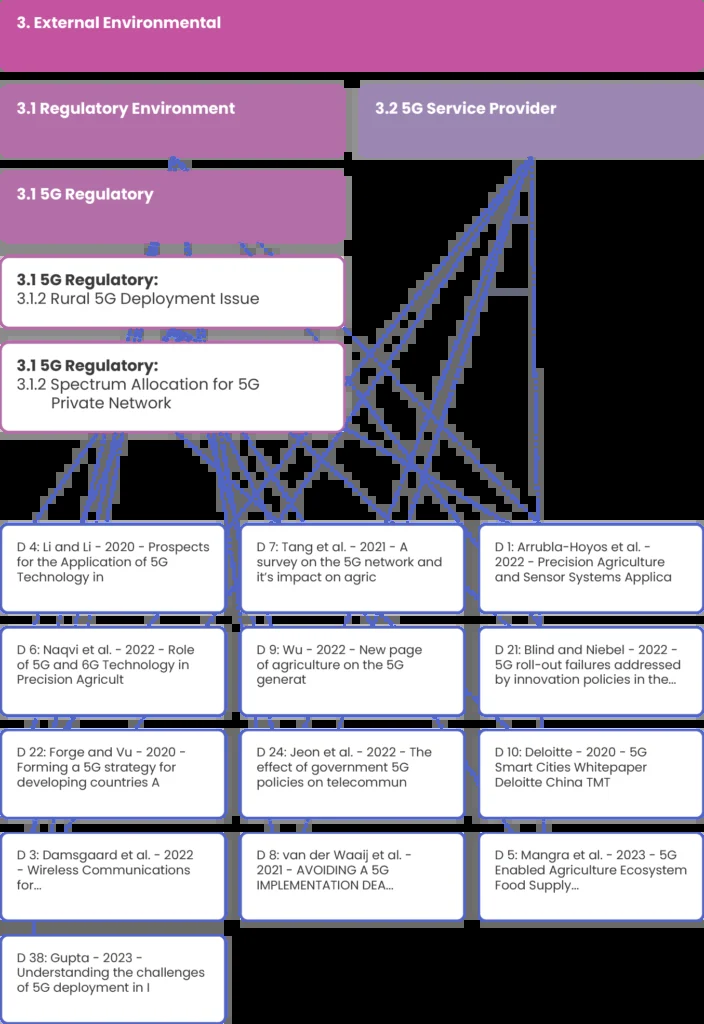 3. External Environmental
3.1 Regulatory Environment
3.2 5G Service Provider
3.1 5G Regulatory
3.1 5G Regulatory:
3.1.2 Rural 5G Deployment Issue
3.1 5G Regulatory:
3.1.2 Spectrum Allocation for 5G
Private Network
D 4: Li and Li - 2020 - Prospects
for the Application of 5G
Technology in
D 7: Tang et al. - 2021 - A
survey on the 5G network and
it's impact on agric
D 1: Arrubla-Hoyos et al. -
2022 - Precision Agriculture
and Sensor Systems Applica
D 6: Naqvi et al. - 2022 - Role
of 5G and 6G Technology in
Precision Agricult
D 9: Wu - 2022 - New page
of agriculture on the 5G
generat
D 21: Blind and Niebel - 2022 -
5G roll-out failures addressed
by innovation policies in the...
D 22: Forge and Vu - 2020 -
Forming a 5G strategy for
developing countries A
D 24: Jeon et al. - 2022 - The
effect of government 5G
policies on telecommun
D 10: Deloitte - 2020 - 5G
Smart Cities Whitepaper
Deloitte China TMT
D 3: Damsgaard et al. - 2022
- Wireless Communications
for...
D 8: van der Waaij et al. -
2021 - AVOIDING A 5G
IMPLEMENTATION DEA...
D 5: Mangra et al. - 2023 - 5G
Enabled Agriculture Ecosystem
Food Supply...
D 38: Gupta - 2023 -
Understanding the challenges
of 5G deployment in I